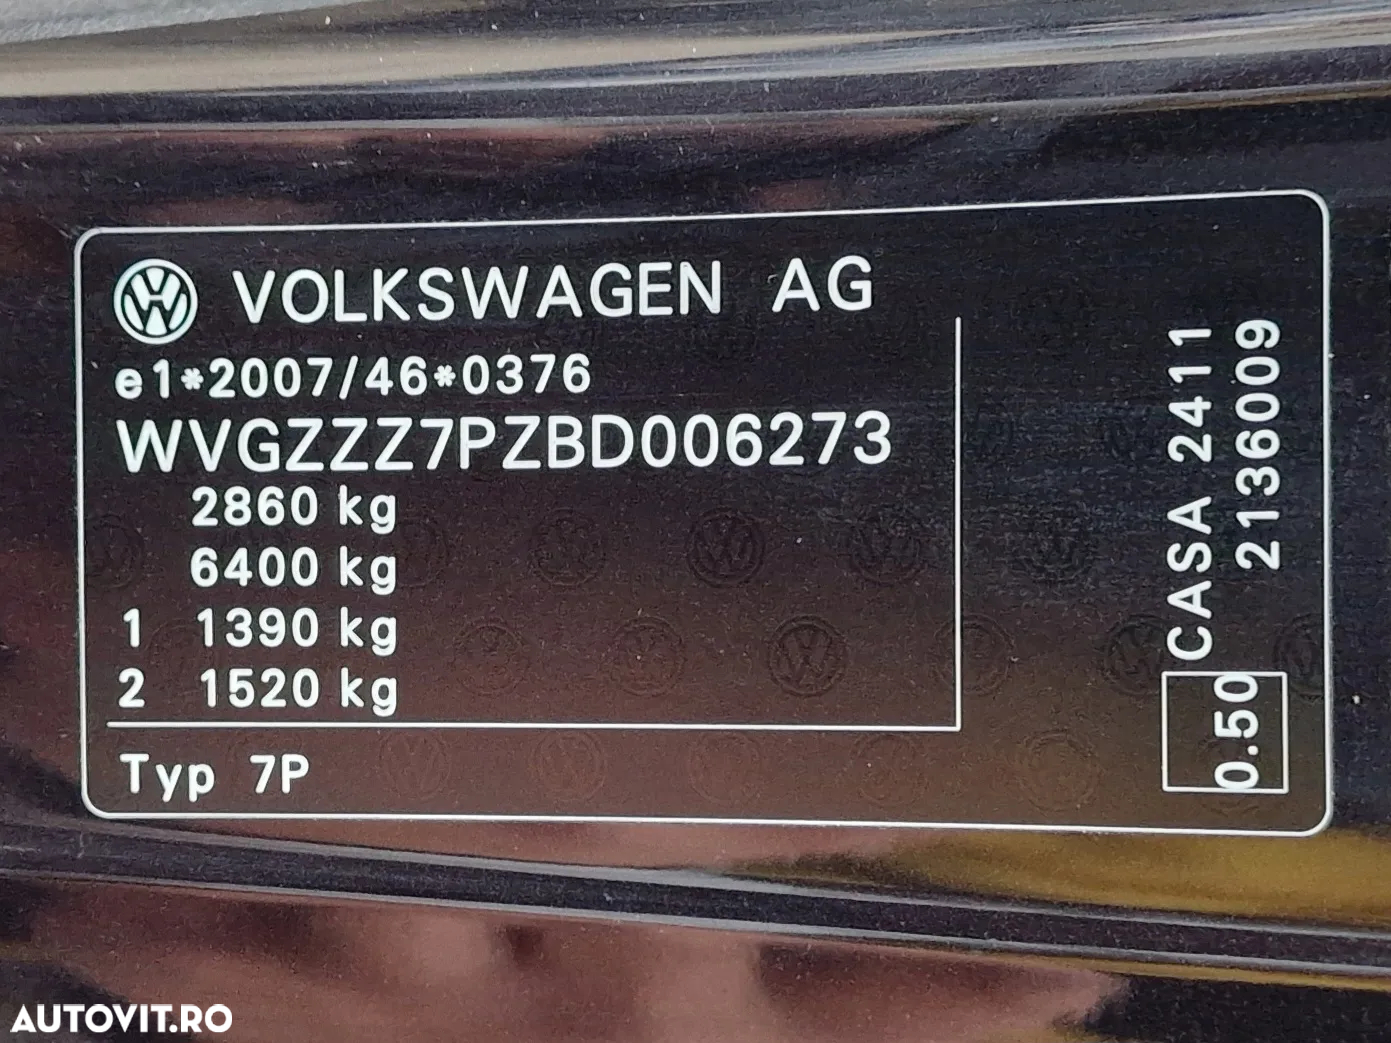 VOLKSWAGEN AG
e1*2007/46*0376
WVGZZZ7PZBD006273
2860 kg
6400 kg
1 1390 kg
2 1520 kg
Typ 7P
CASA 2411
2136009
0.50
AUTOVIT.RO